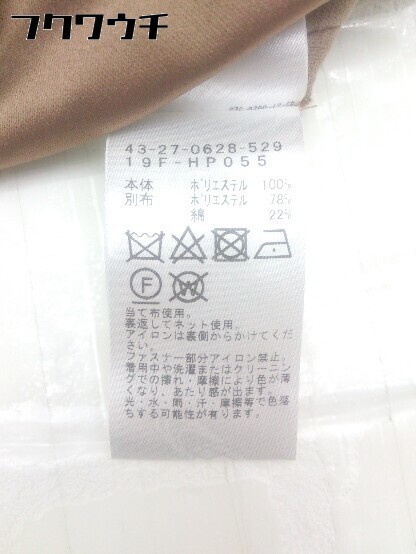 フクワウチ
43-27-0628-529
19F-HP055
本体 ポリエステル 100%
別布 ポリエステル 78%
綿 22%
F
W
当て布使用。
裏返してネット使用。
アイロンは裏側からかけてくだ
さい。
ファスナー部分アイロン禁止。
着用中や洗濯またはクリーニン
グでの擦れ・摩擦により色が薄
くなり、あたり感が出ます。
光・水・雨・汗・摩擦等で色落
ちする可能性が有ります。